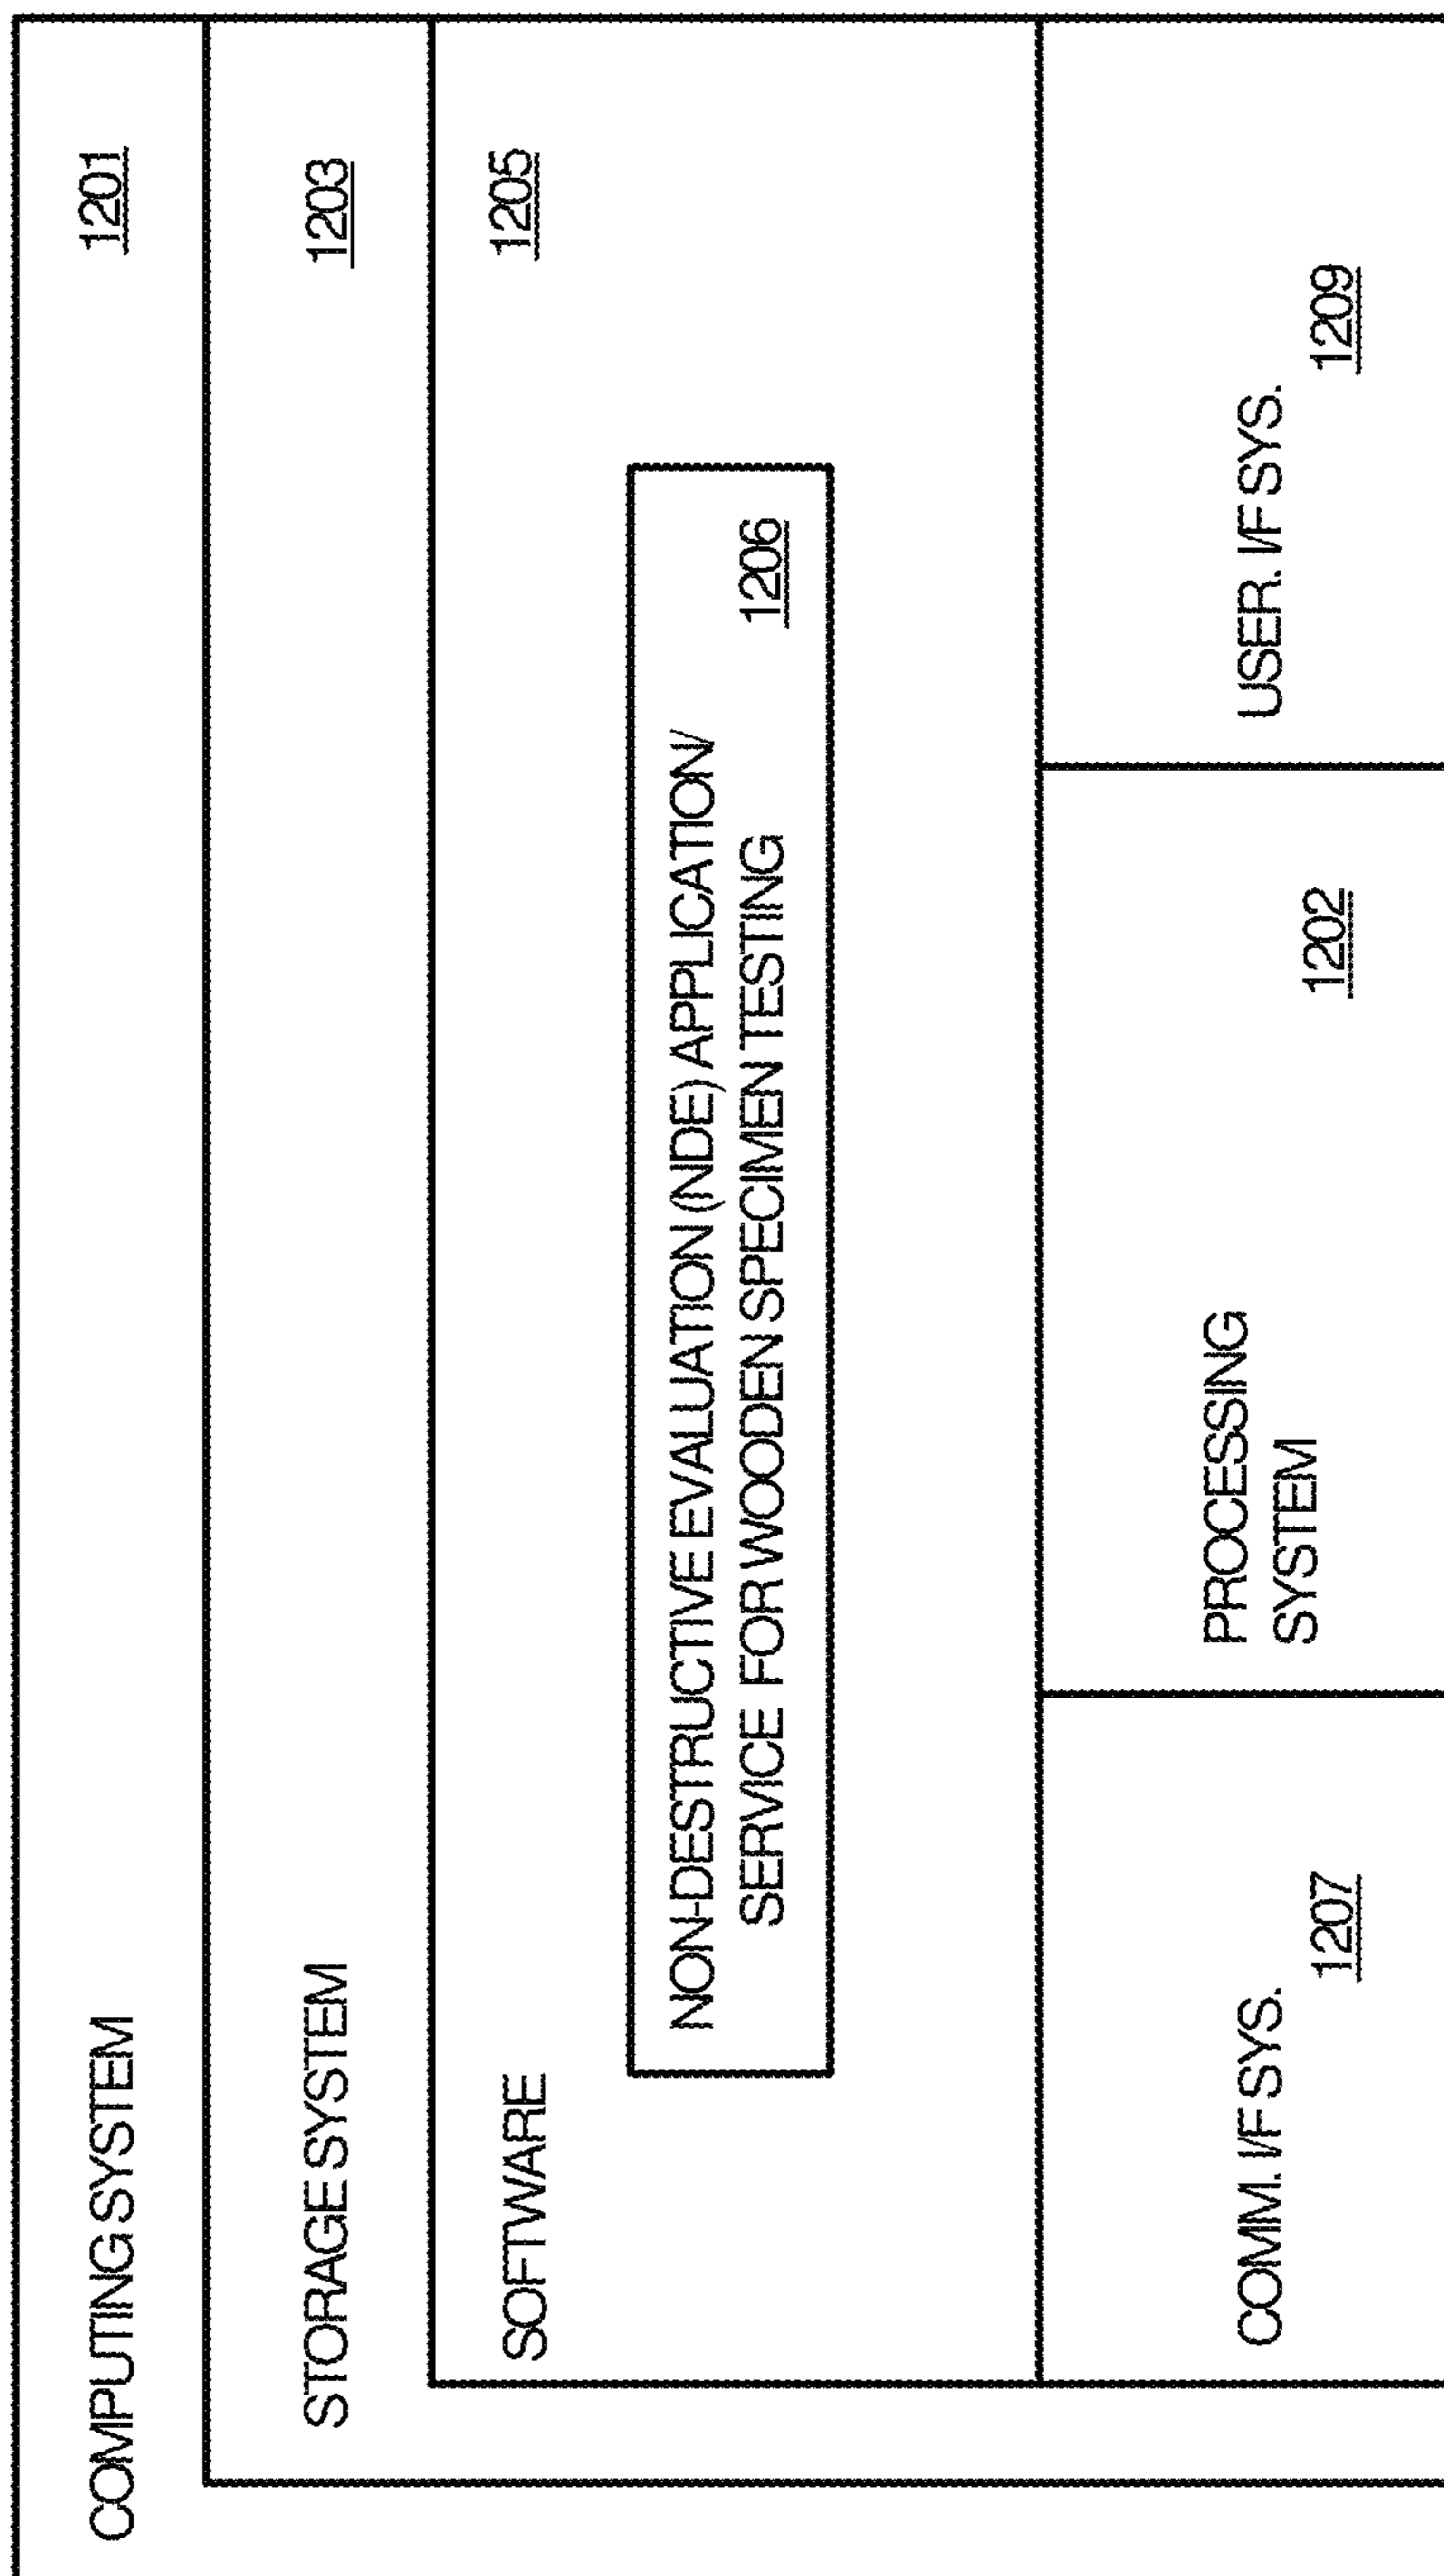 COMPUTING SYSTEM 1201
STORAGE SYSTEM 1203
SOFTWARE 1205
NON-DESTRUCTIVE EVALUATION (NDE) APPLICATION/
SERVICE FOR WOODEN SPECIMEN TESTING 1206
COMM. I/F SYS.
1207
PROCESSING
SYSTEM
1202
USER. I/F SYS.
1209